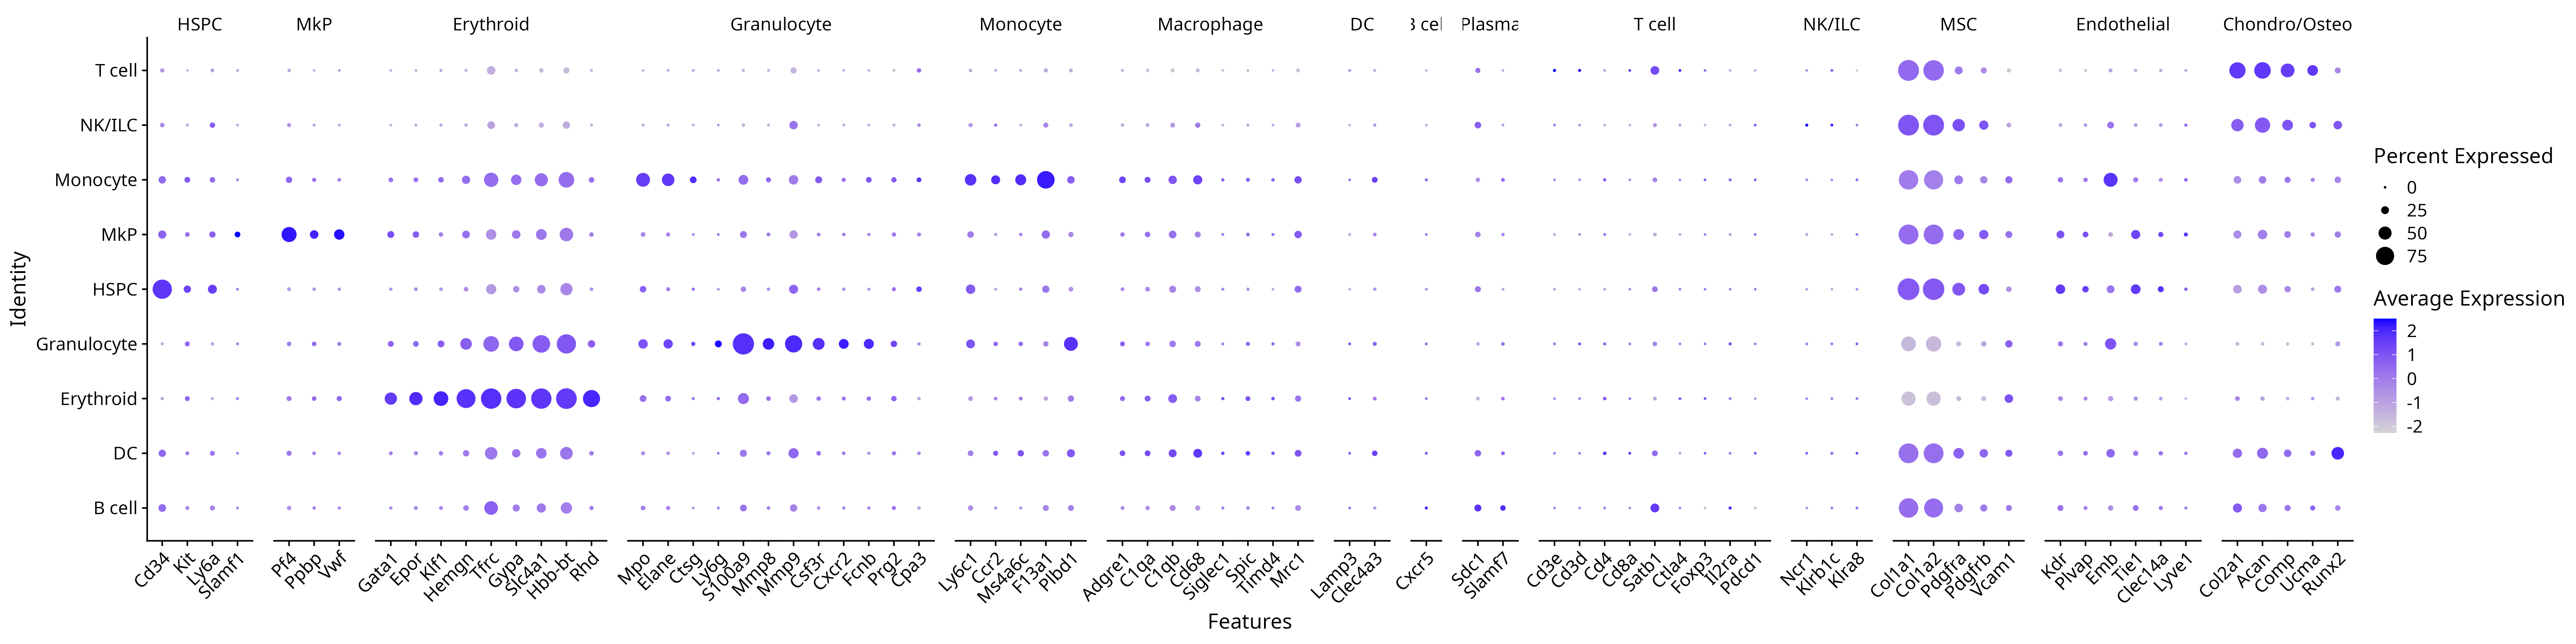 HSPC MkP Erythroid Granulocyte Monocyte Macrophage DC B cel Plasma T cell NK/ILC MSC Endothelial Chondro/Osteo
T cell
NK/ILC
Monocyte
MkP
HSPC
Granulocyte
Erythroid
DC
B cell
Identity
Cd34 Kit Ly6a Slamf1 Pf4 Ppbp Vwf Gata1 Epor Klf1 Hemgn Tfrc Gypa Slc4a1 Hbb-bt Rhd Mpo Elane Ctsg Ly6g S100a9 Mmp8 Mmp9 Csf3r Cxcr2 Fcnb Prg2 Cpa3 Ly6c1 Ccr2 Ms4a6c F13a1 Plbd1 Adgre1 C1qa C1qb Cd68 Siglec1 Spic Timd4 Mrc1 Lamp3 Clec4a3 Cxcr5 Sdc1 Slamf7 Cd3e Cd3d Cd4 Cd8a Satb1 Ctla4 Foxp3 Il2ra Pdcd1 Ncr1 Klrb1c Klra8 Col1a1 Col1a2 Pdgfra Pdgfrb Vcam1 Kdr Plvap Emb Tie1 Clec14a Lyve1 Col2a1 Acan Comp Ucma Runx2
Features
Percent Expressed
0
25
50
75
Average Expression
2
1
0
-1
-2